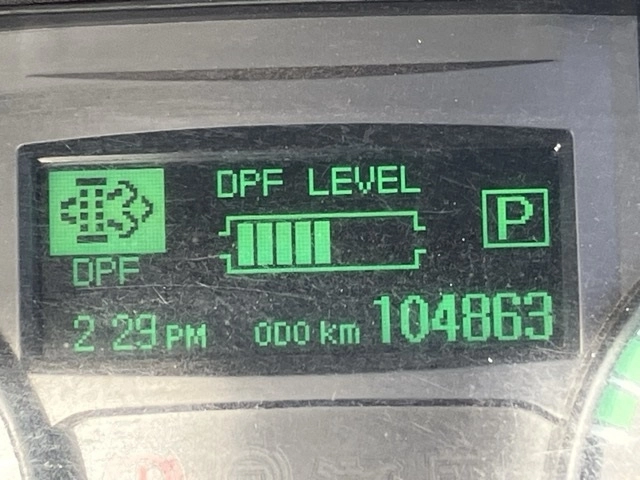 DPF LEVEL
P
DPF
2 29 PM ODO km 104863